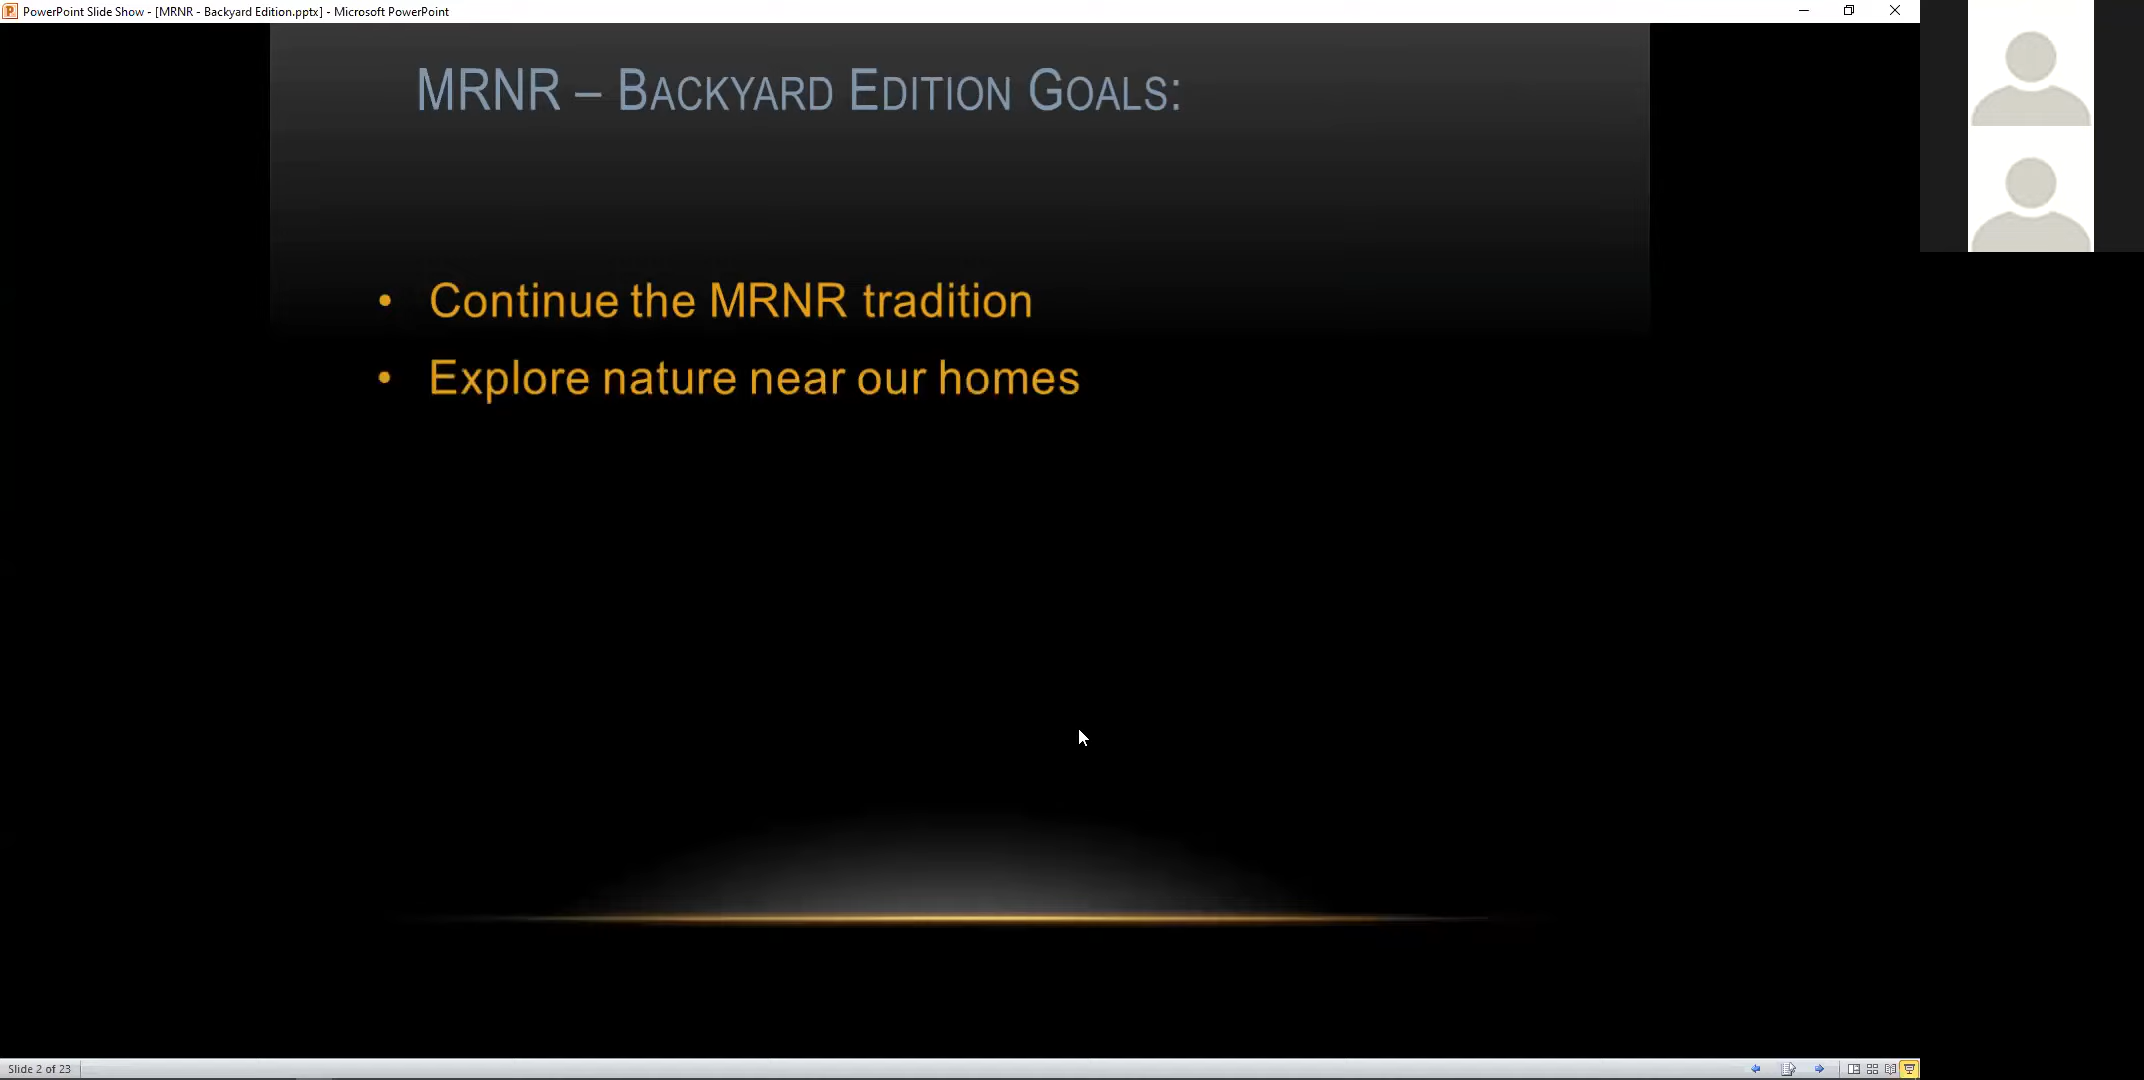 PowerPoint Slide Show - [MRNR - Backyard Edition.pptx] - Microsoft PowerPoint
MRNR – BACKYARD EDITION GOALS:
• Continue the MRNR tradition
• Explore nature near our homes
Slide 2 of 23